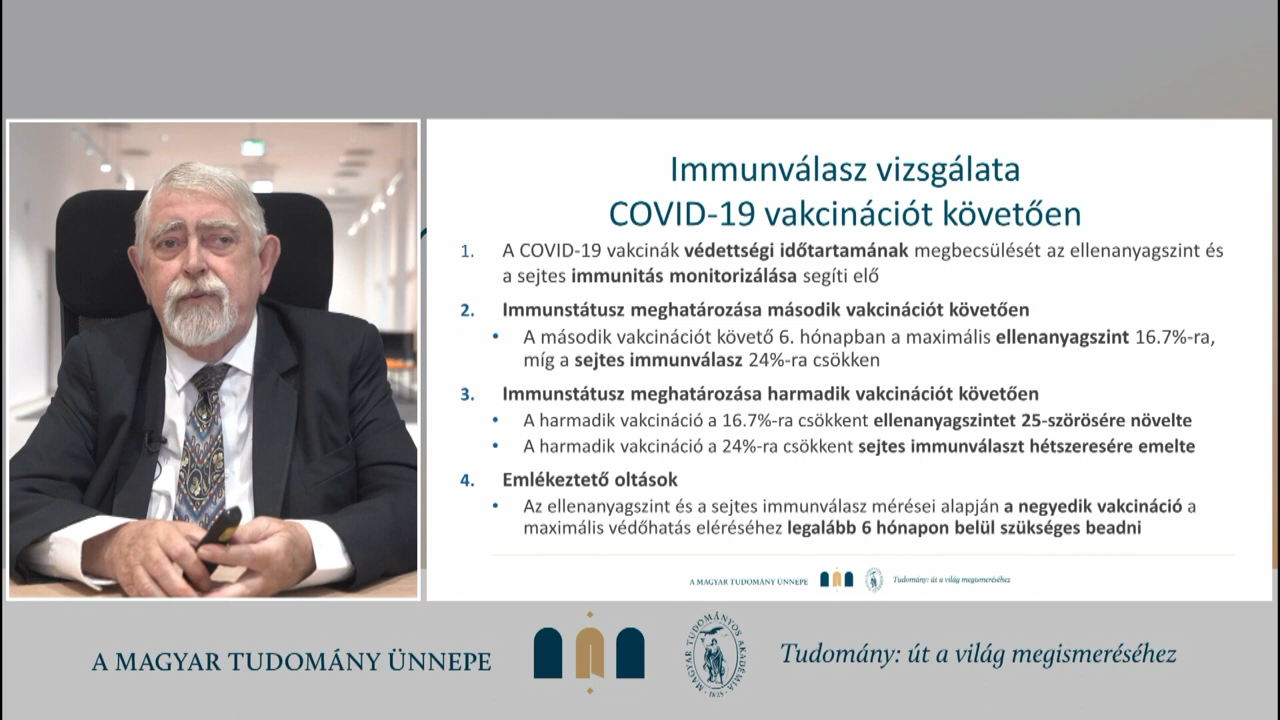 Immunválasz vizsgálata
COVID-19 vakcinációt követően
1. A COVID-19 vakcinák védettségi időtartamának megbecsülését az ellenanyagszint és
a sejtes immunitás monitorizálása segíti elő
2. Immunstátusz meghatározása második vakcinációt követően
• A második vakcinációt követő 6. hónapban a maximális ellenanyagszint 16.7%-ra,
míg a sejtes immunválasz 24%-ra csökken
3. Immunstátusz meghatározása harmadik vakcinációt követően
• A harmadik vakcináció a 16.7%-ra csökkent ellenanyagszintet 25-szörösére növelte
• A harmadik vakcináció a 24%-ra csökkent sejtes immunválaszt hétszeresére emelte
4. Emlékeztető oltások
• Az ellenanyagszint és a sejtes immunválasz mérései alapján a negyedik vakcináció a
maximális védőhatás eléréséhez legalább 6 hónapon belül szükséges beadni
A MAGYAR TUDOMÁNY ÜNNEPE
Tudomány: út a világ megismeréséhez
A MAGYAR TUDOMÁNY ÜNNEPE
MAGYAR TUDOMÁNYOS AKADÉMIA
Tudomány: út a világ megismeréséhez